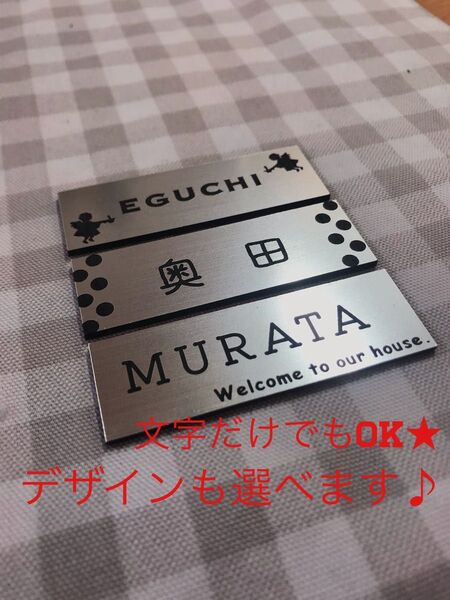 EGUCHI
奥田
MURATA
Welcome to our house.
文字だけでもOK★
デザインも選べます♪